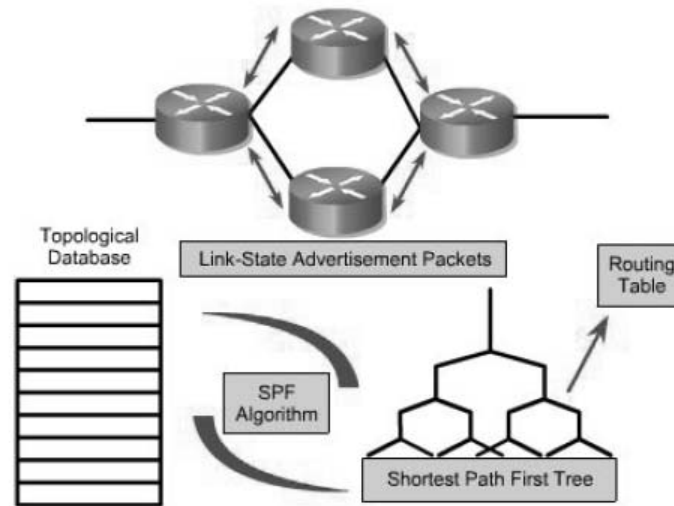 Topological
Database
Link-State Advertisement Packets
Routing
Table
SPF
Algorithm
Shortest Path First Tree